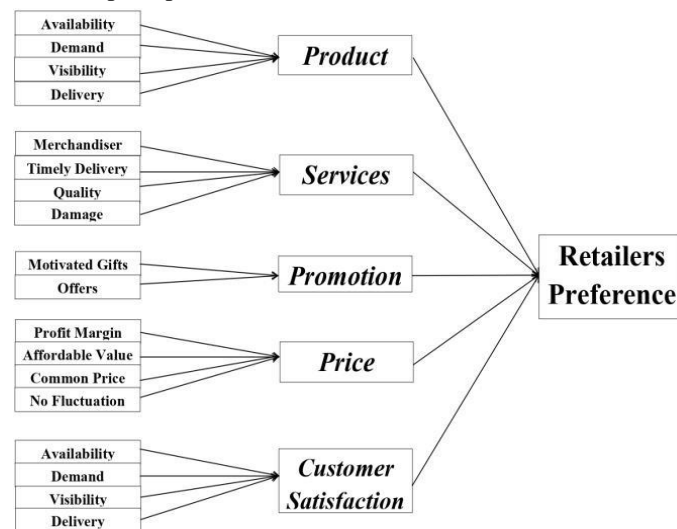 Availability
Demand
Visibility
Delivery
Product
Merchandiser
Timely Delivery
Quality
Damage
Services
Motivated Gifts
Offers
Promotion
Profit Margin
Affordable Value
Common Price
No Fluctuation
Price
Availability
Demand
Visibility
Delivery
Customer
Satisfaction
Retailers
Preference